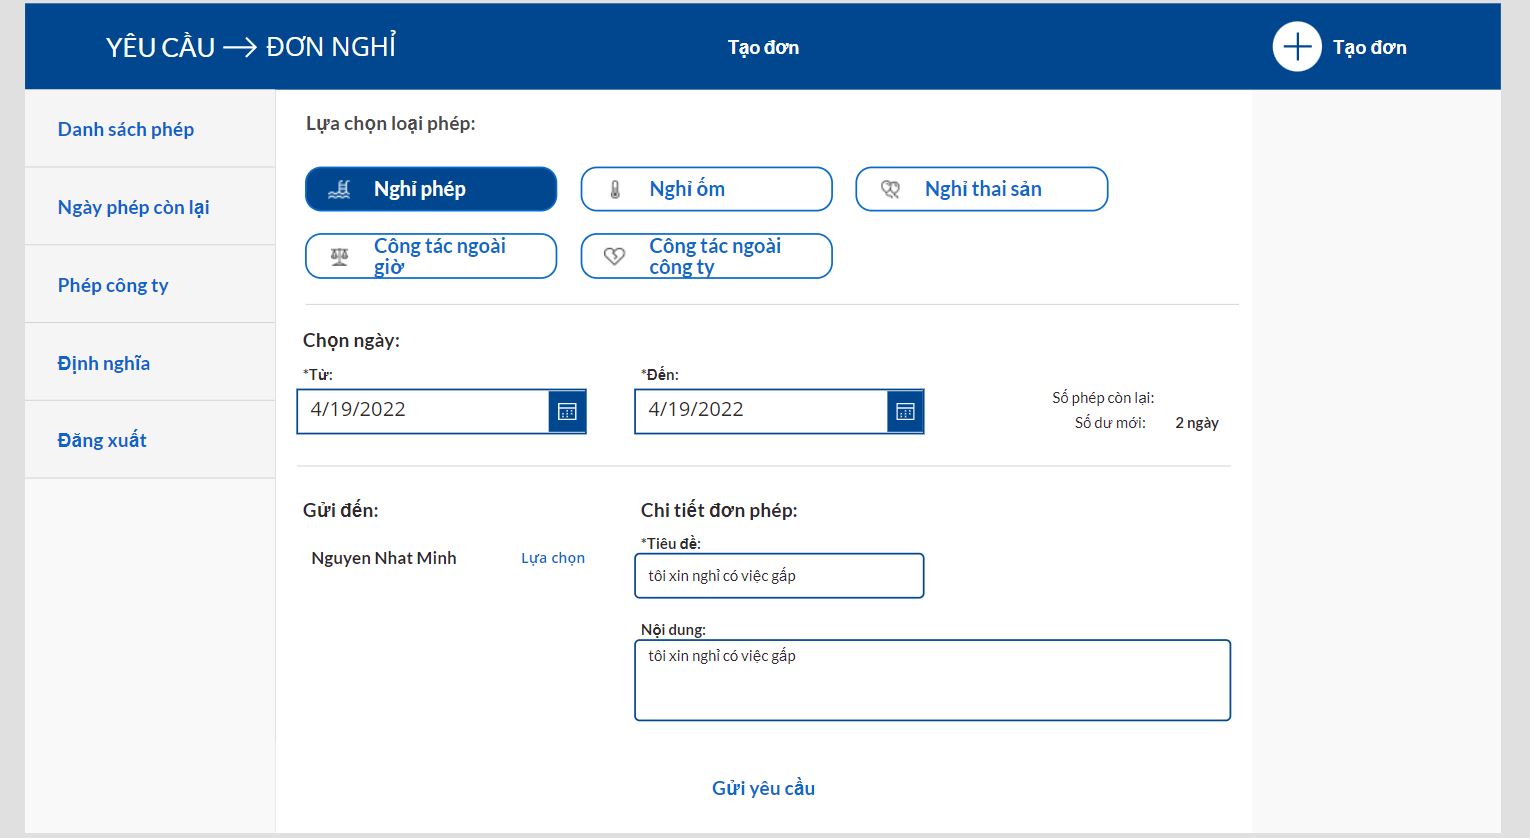 YÊU CẦU → ĐƠN NGHỈ
Tạo đơn
Tạo đơn
Danh sách phép
Ngày phép còn lại
Phép công ty
Định nghĩa
Đăng xuất
Lựa chọn loại phép:
Nghỉ phép
Nghỉ ốm
Nghỉ thai sản
Công tác ngoài
giờ
Công tác ngoài
công ty
Chọn ngày:
*Từ:
4/19/2022
*Đến:
4/19/2022
Số phép còn lại:
Số dư mới:
2 ngày
Gửi đến:
Nguyen Nhat Minh
Lựa chọn
Chi tiết đơn phép:
*Tiêu đề:
tôi xin nghỉ có việc gấp
Nội dung:
tôi xin nghỉ có việc gấp
Gửi yêu cầu